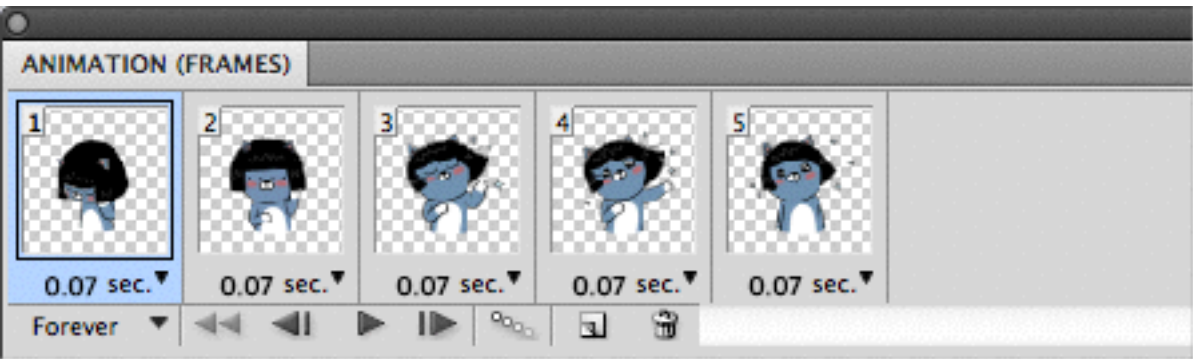 ANIMATION (FRAMES)
1 2 3 4 5
0.07 sec. 0.07 sec. 0.07 sec. 0.07 sec. 0.07 sec.
Forever